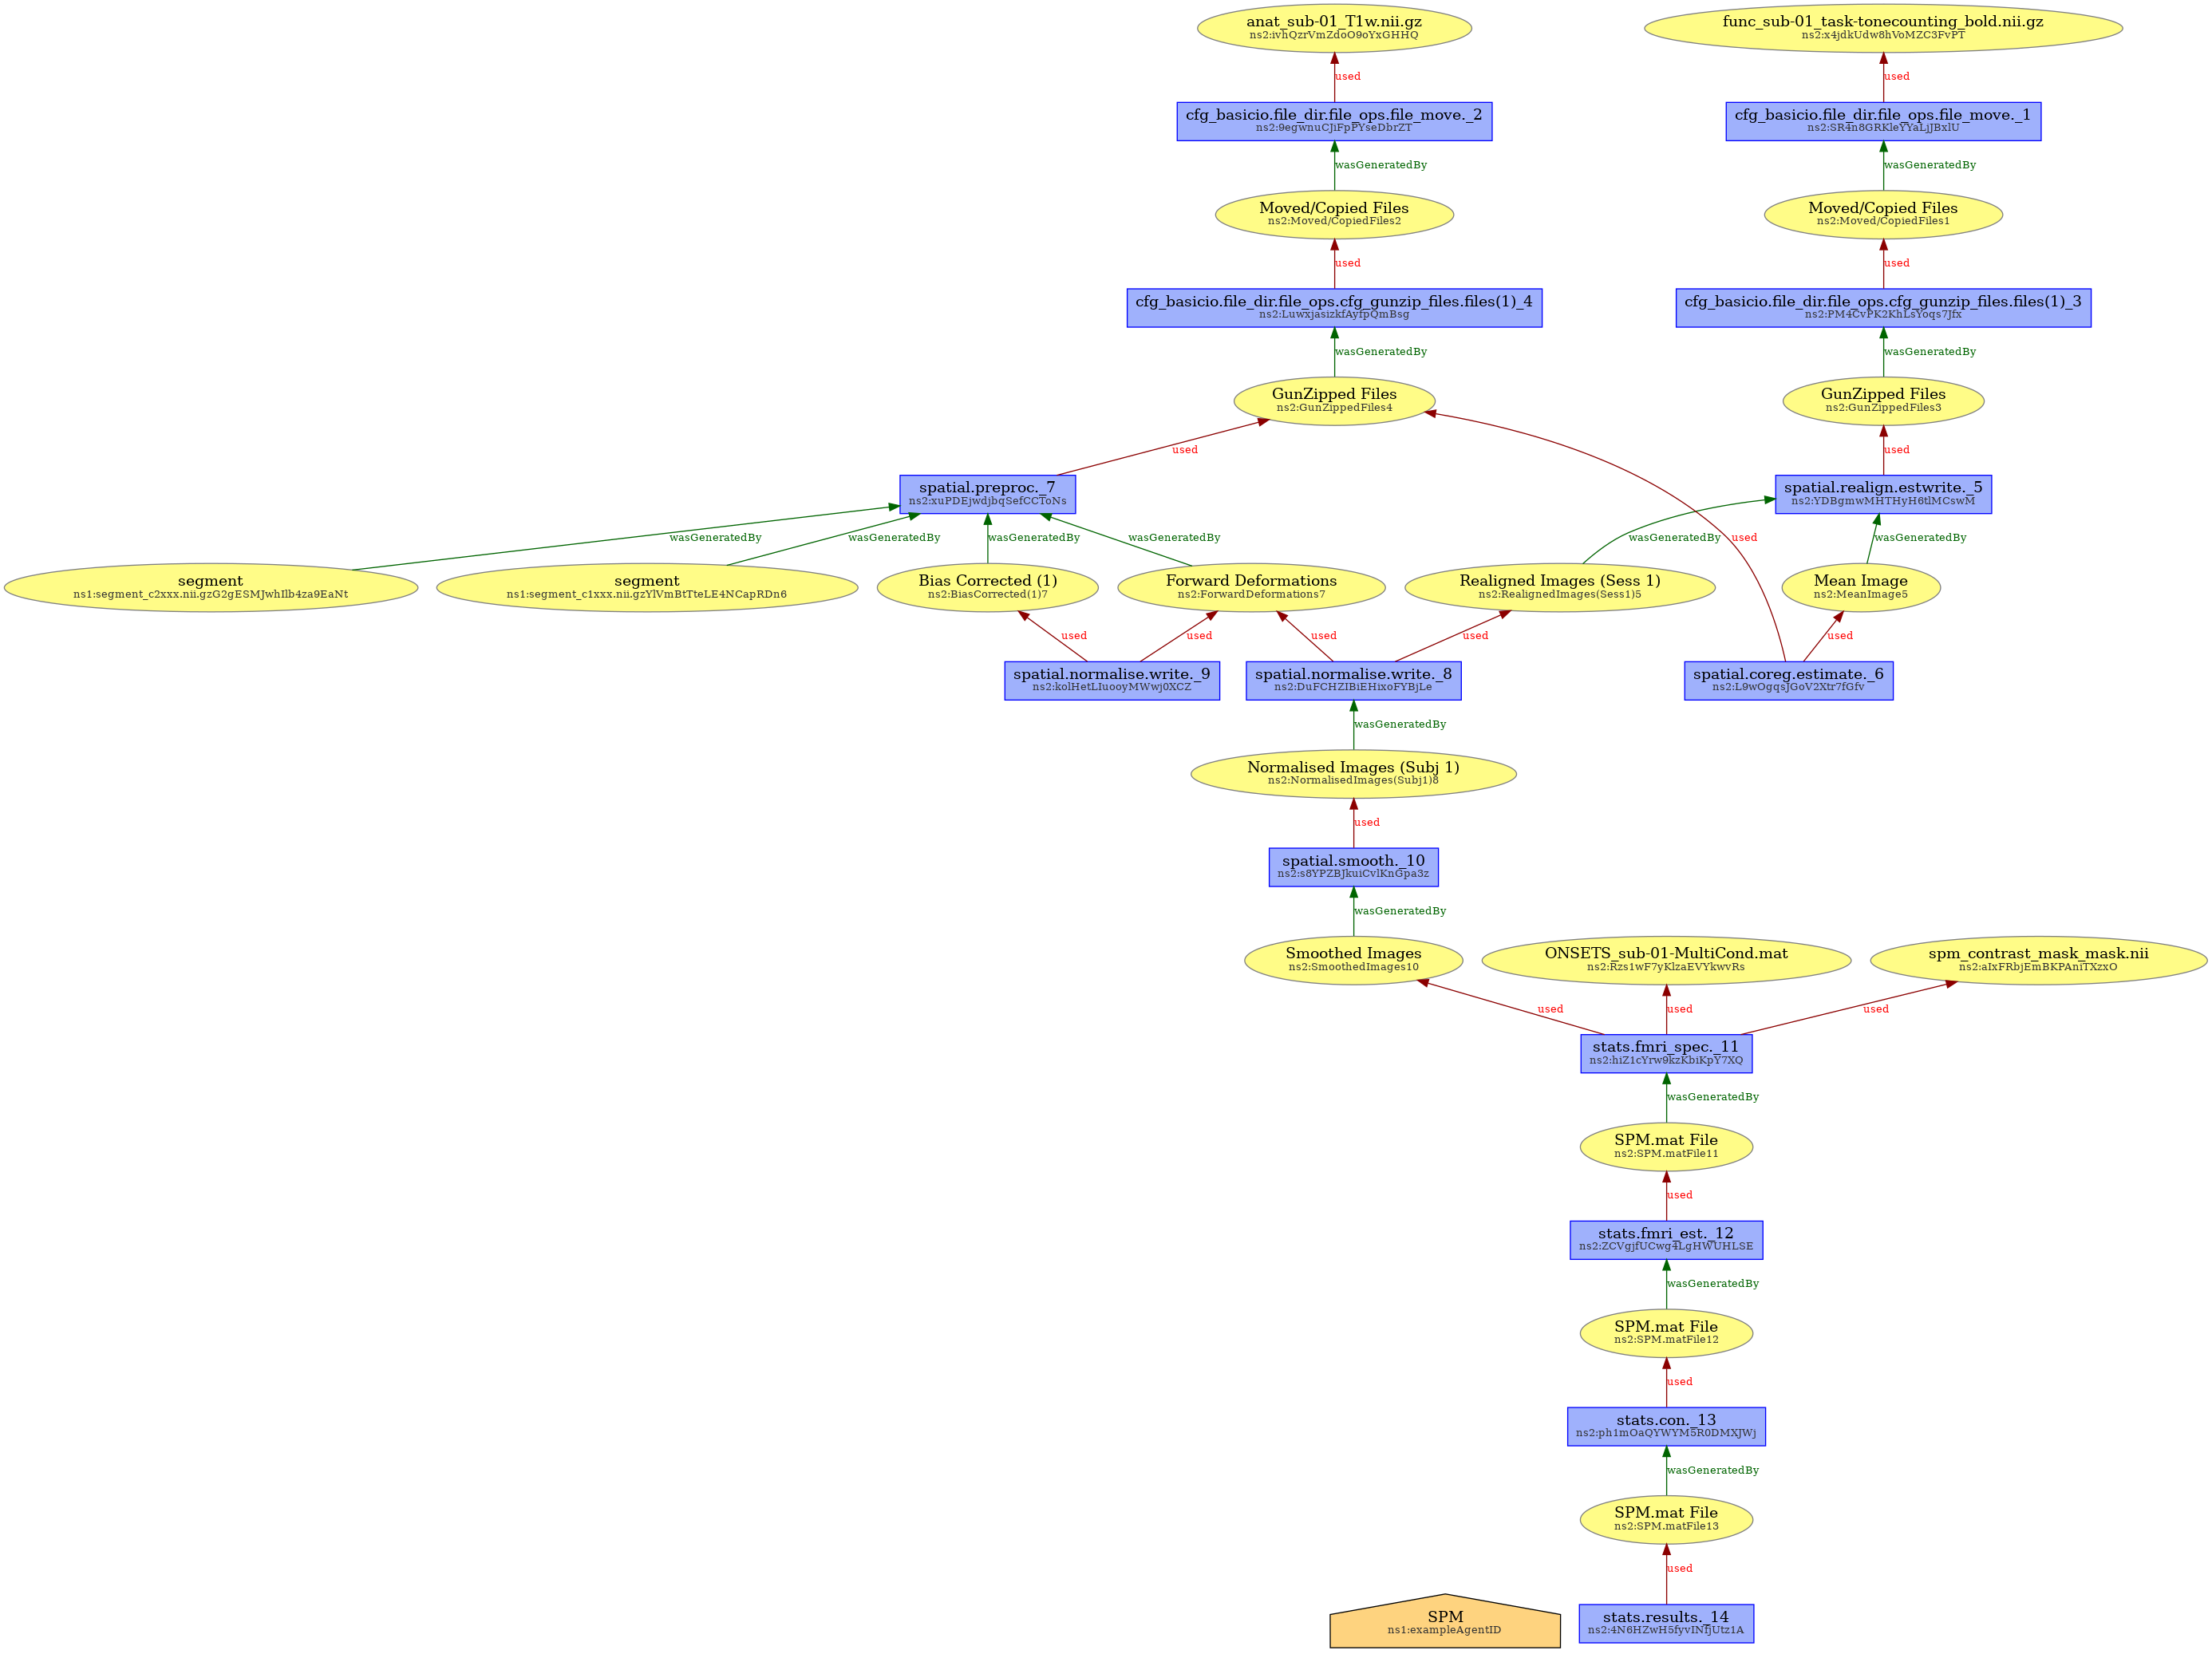 anat_sub-01_T1w.nii.gz
ns2:ivhQzrVmZdoO9oYxGHHQ
func_sub-01_task-tonecounting_bold.nii.gz
ns2:x4jdkUdw8hVoMZC3FvPT
used
used
cfg_basicio.file_dir.file_ops.file_move._2
ns2:9egwnuCJiFpPYseDbrZT
cfg_basicio.file_dir.file_ops.file_move._1
ns2:SR4n8GRKleYYaLjJBxlU
wasGeneratedBy
wasGeneratedBy
Moved/Copied Files
ns2:Moved/CopiedFiles2
Moved/Copied Files
ns2:Moved/CopiedFiles1
used
used
cfg_basicio.file_dir.file_ops.cfg_gunzip_files.files(1)_4
ns2:LuwxjasizkfAyfpQmBsg
cfg_basicio.file_dir.file_ops.cfg_gunzip_files.files(1)_3
ns2:PM4CvPK2KhLsYoqs7Jfx
wasGeneratedBy
wasGeneratedBy
GunZipped Files
ns2:GunZippedFiles4
GunZipped Files
ns2:GunZippedFiles3
used
used
spatial.preproc._7
ns2:xuPDEjwdjbqSefCCToNs
spatial.realign.estwrite._5
ns2:YDBgmwMHTHyH6tlMCswM
wasGeneratedBy
wasGeneratedBy
wasGeneratedBy
wasGeneratedBy
wasGeneratedBy
used
wasGeneratedBy
segment
ns1:segment_c2xxx.nii.gzG2gESMJwhIlb4za9EaNt
segment
ns1:segment_c1xxx.nii.gzYlVmBtTteLE4NCapRDn6
Bias Corrected (1)
ns2:BiasCorrected(1)7
Forward Deformations
ns2:ForwardDeformations7
Realigned Images (Sess 1)
ns2:RealignedImages(Sess1)5
Mean Image
ns2:MeanImage5
used
used
used
used
used
spatial.normalise.write._9
ns2:kolHetLIuooyMWwj0XCZ
spatial.normalise.write._8
ns2:DuFCHZIBiEHixoFYBjLe
spatial.coreg.estimate._6
ns2:L9wOgqsJGoV2Xtr7fGfv
wasGeneratedBy
Normalised Images (Subj 1)
ns2:NormalisedImages(Subj1)8
used
spatial.smooth._10
ns2:s8YPZBJkuiCvlKnGpa3z
wasGeneratedBy
Smoothed Images
ns2:SmoothedImages10
ONSETS_sub-01-MultiCond.mat
ns2:Rzs1wF7yKlzaEVYkwvRs
spm_contrast_mask_mask.nii
ns2:aIxFRbjEmBKPAniTXzxO
used
used
used
stats.fmri_spec._11
ns2:hiZ1cYrw9kzKbiKpY7XQ
wasGeneratedBy
SPM.mat File
ns2:SPM.matFile11
used
stats.fmri_est._12
ns2:ZCVgjfUCwg4LgHWUHLSE
wasGeneratedBy
SPM.mat File
ns2:SPM.matFile12
used
stats.con._13
ns2:ph1mOaQYWYM5R0DMXJWj
wasGeneratedBy
SPM.mat File
ns2:SPM.matFile13
used
SPM
ns1:exampleAgentID
stats.results._14
ns2:4N6HZwH5fyvINfjUtz1A